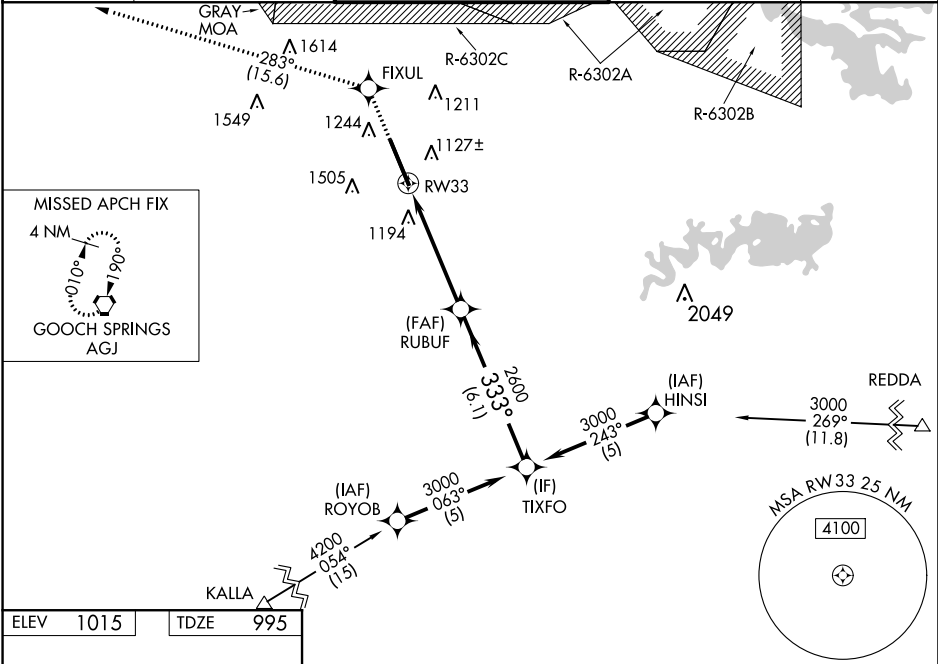 GRAY
MOA
1614
283°
(15.6)
FIXUL
R-6302C
R-6302A
R-6302B
1549
1211
1244
1127±
1505
RW33
1194
MISSED APCH FIX
4 NM
010°
190°
GOOCH SPRINGS
AGJ
2049
(FAF)
RUBUF
2600
333°
(6.1)
(IAF)
HINSI
REDDA
3000
269°
(11.8)
3000
243°
(5)
(IF)
TIXFO
(IAF)
ROYOB
3000
063°
(5)
4200
054°
(15)
KALLA
MSA RW33 25 NM
4100
ELEV 1015
TDZE 995